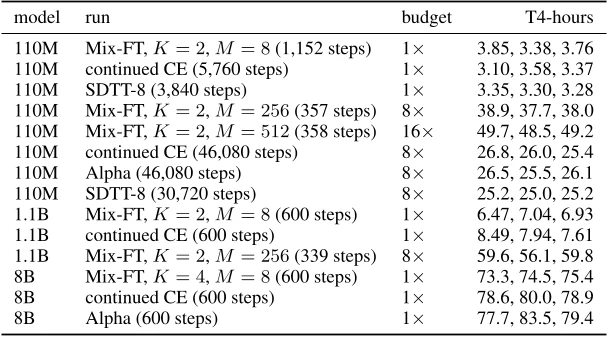 model run budget T4-hours
110M Mix-FT, K = 2, M = 8 (1,152 steps) 1× 3.85, 3.38, 3.76
110M continued CE (5,760 steps) 1× 3.10, 3.58, 3.37
110M SDTT-8 (3,840 steps) 1× 3.35, 3.30, 3.28
110M Mix-FT, K = 2, M = 256 (357 steps) 8× 38.9, 37.7, 38.0
110M Mix-FT, K = 2, M = 512 (358 steps) 16× 49.7, 48.5, 49.2
110M continued CE (46,080 steps) 8× 26.8, 26.0, 25.4
110M Alpha (46,080 steps) 8× 26.5, 25.5, 26.1
110M SDTT-8 (30,720 steps) 8× 25.2, 25.0, 25.2
1.1B Mix-FT, K = 2, M = 8 (600 steps) 1× 6.47, 7.04, 6.93
1.1B continued CE (600 steps) 1× 8.49, 7.94, 7.61
1.1B Mix-FT, K = 2, M = 256 (339 steps) 8× 59.6, 56.1, 59.8
8B Mix-FT, K = 4, M = 8 (600 steps) 1× 73.3, 74.5, 75.4
8B continued CE (600 steps) 1× 78.6, 80.0, 78.9
8B Alpha (600 steps) 1× 77.7, 83.5, 79.4